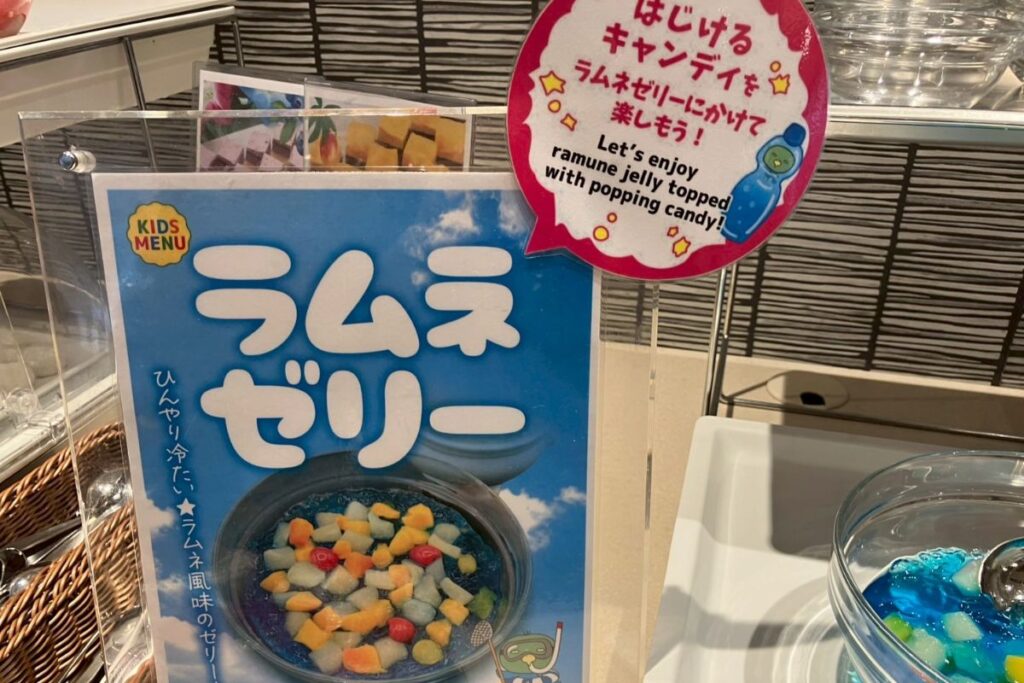 はじける
キャンディを
ラムネゼリーにかけて
楽しもう！
Let's enjoy
ramune jelly topped
with popping candy!
KIDS
MENU
ラムネ
ゼリー
ひんやり冷たい★ラムネ風味のゼリー